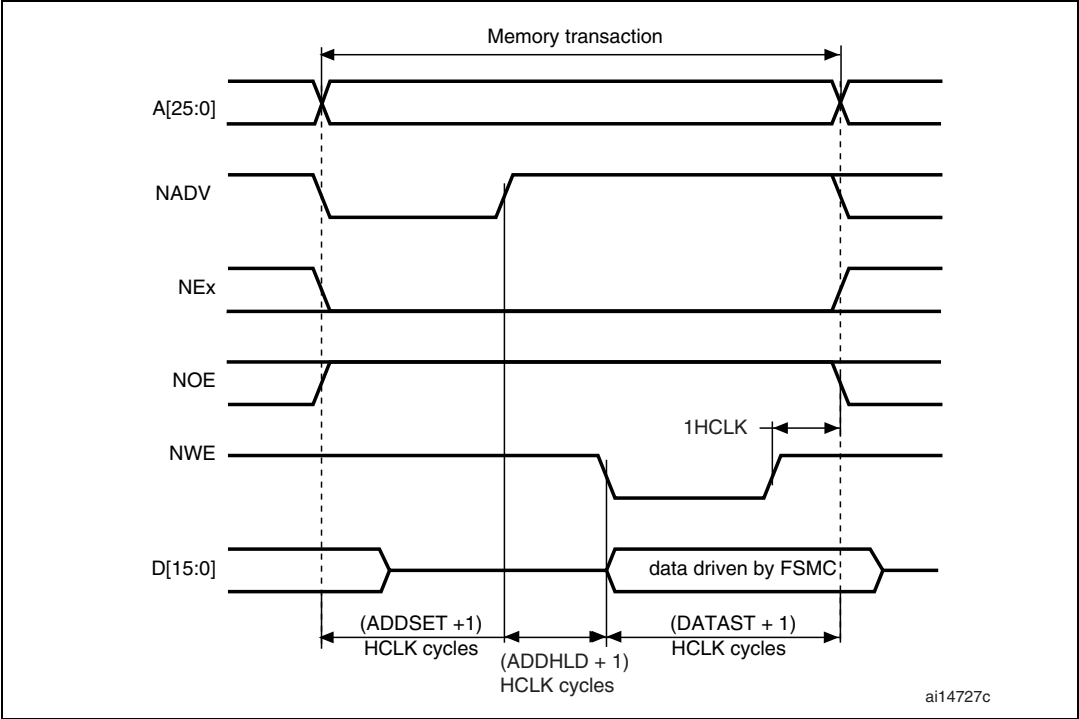 Memory transaction
A[25:0]
NADV
NEx
NOE
1HCLK
NWE
D[15:0]
data driven by FSMC
(ADDSET +1)
HCLK cycles
(ADDHLD + 1)
HCLK cycles
(DATAST + 1)
HCLK cycles
ai14727c